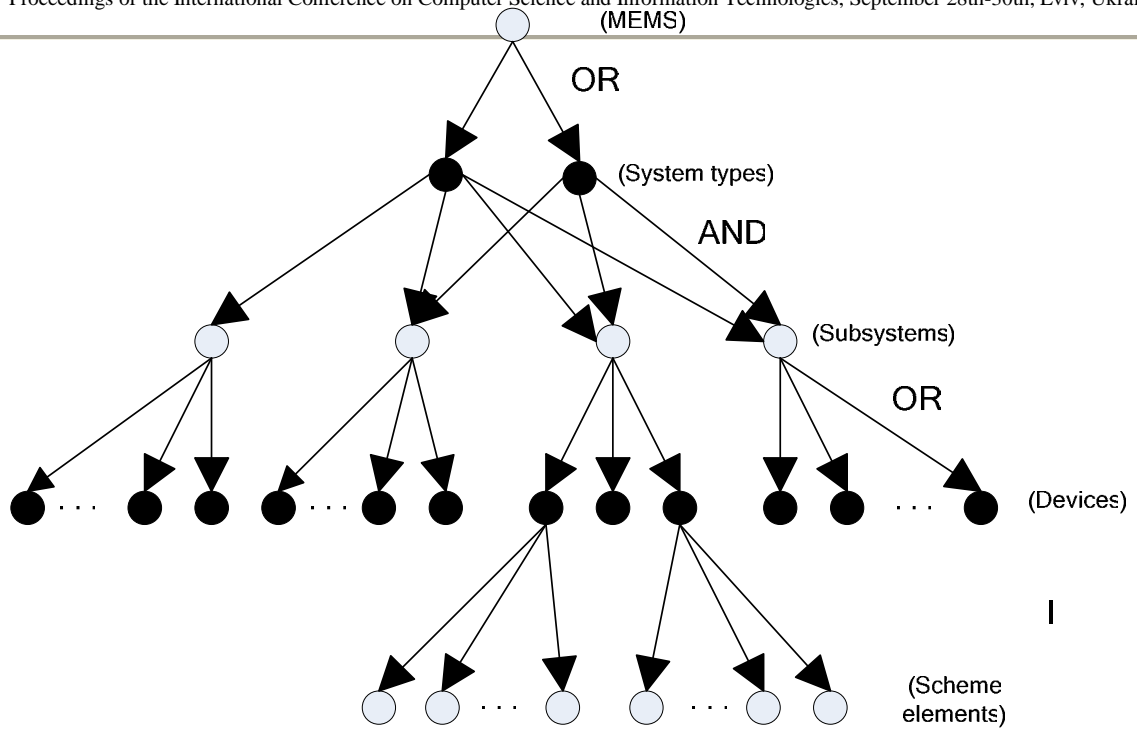 Proceedings of the International Conference on Computer Science and Information Technologies, September 28th-30th, Lviv, Ukrai
(MEMS)
OR
(System types)
AND
(Subsystems)
OR
. . .
. . .
. . .
(Devices)
I
. . .
. . .
(Scheme
elements)